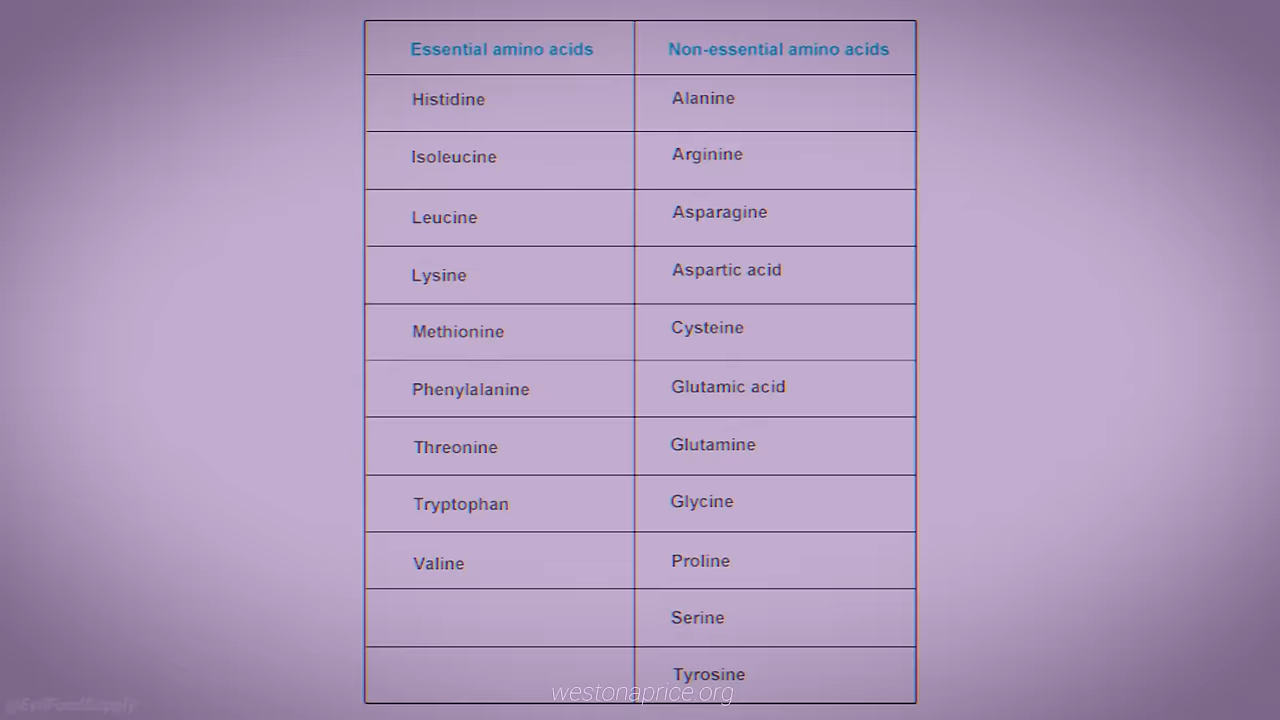 Essential amino acids Non-essential amino acids
Histidine Alanine
Isoleucine Arginine
Leucine Asparagine
Lysine Aspartic acid
Methionine Cysteine
Phenylalanine Glutamic acid
Threonine Glutamine
Tryptophan Glycine
Valine Proline
Serine
Tyrosine
westonaprice.org
@EvilFoodSupply